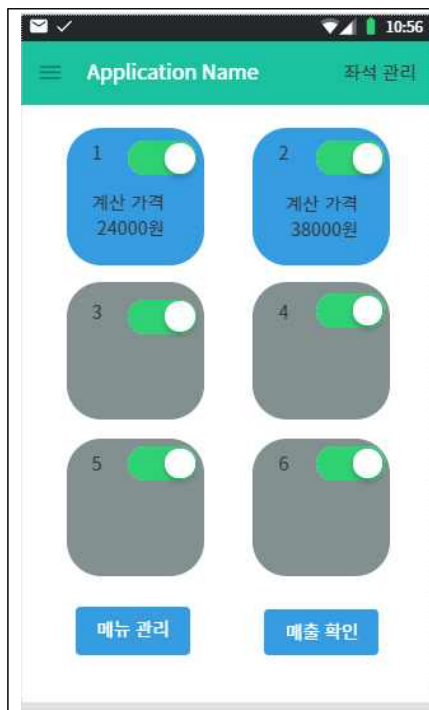 10:56
Application Name 좌석 관리
1 2
계산 가격 계산 가격
24000원 38000원
3 4
5 6
메뉴 관리 매출 확인